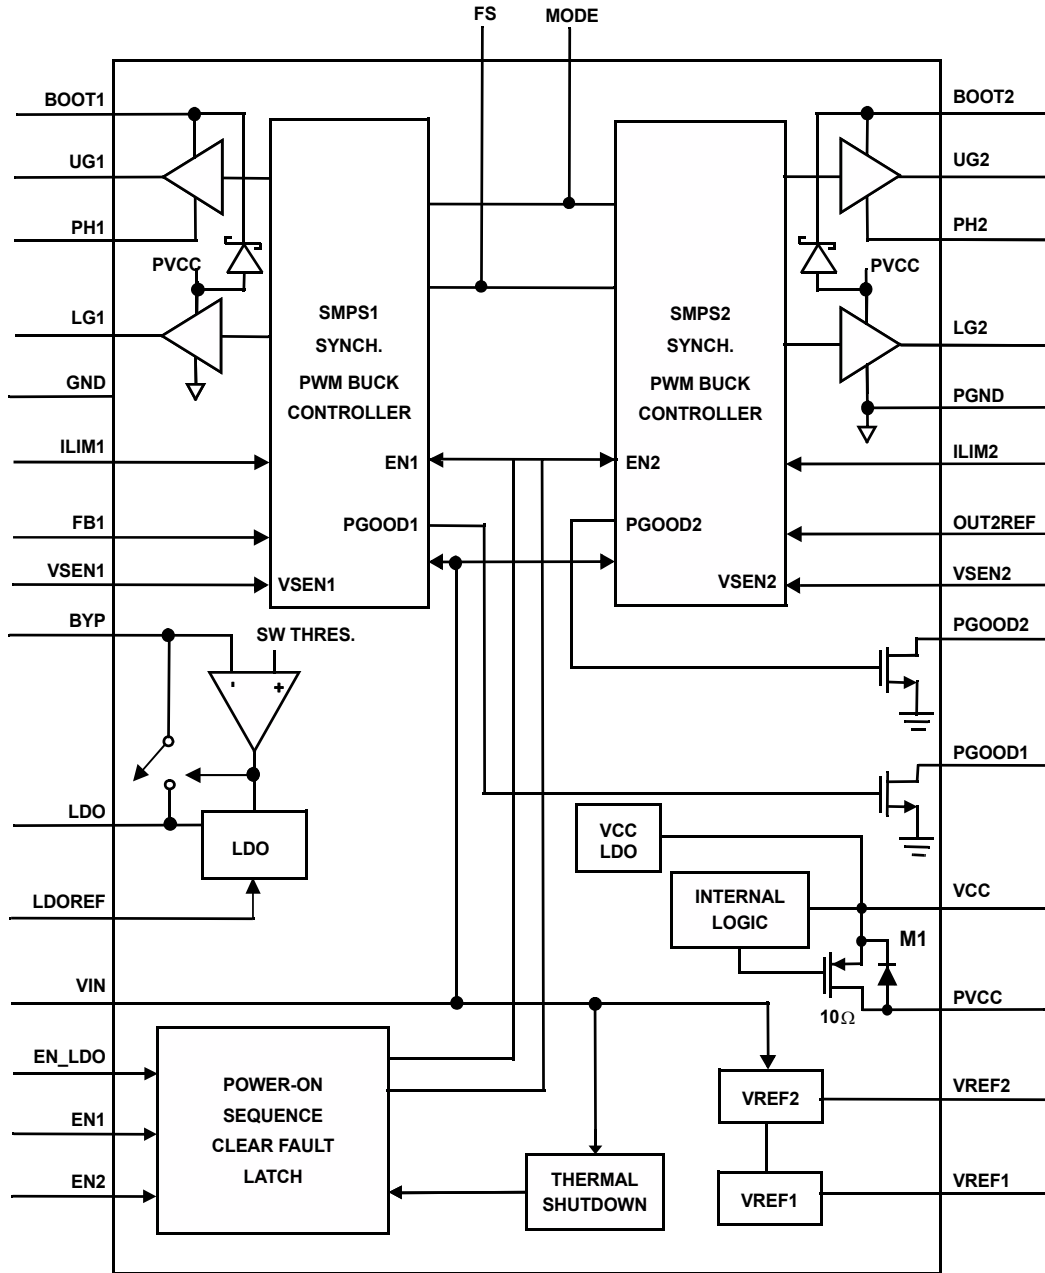 FS
MODE
BOOT1
UG1
PH1
PVCC
LG1
GND
ILIM1
FB1
VSEN1
BYP
LDO
LDOREF
VIN
EN_LDO
EN1
EN2
SMPS1
SYNCH.
PWM BUCK
CONTROLLER
EN1
PGOOD1
VSEN1
SMPS2
SYNCH.
PWM BUCK
CONTROLLER
EN2
PGOOD2
VSEN2
PVCC
SW THRES.
-
+
LDO
VCC
LDO
INTERNAL
LOGIC
M1
10Ω
POWER-ON
SEQUENCE
CLEAR FAULT
LATCH
THERMAL
SHUTDOWN
VREF2
VREF1
BOOT2
UG2
PH2
LG2
PGND
ILIM2
OUT2REF
VSEN2
PGOOD2
PGOOD1
VCC
PVCC
VREF2
VREF1